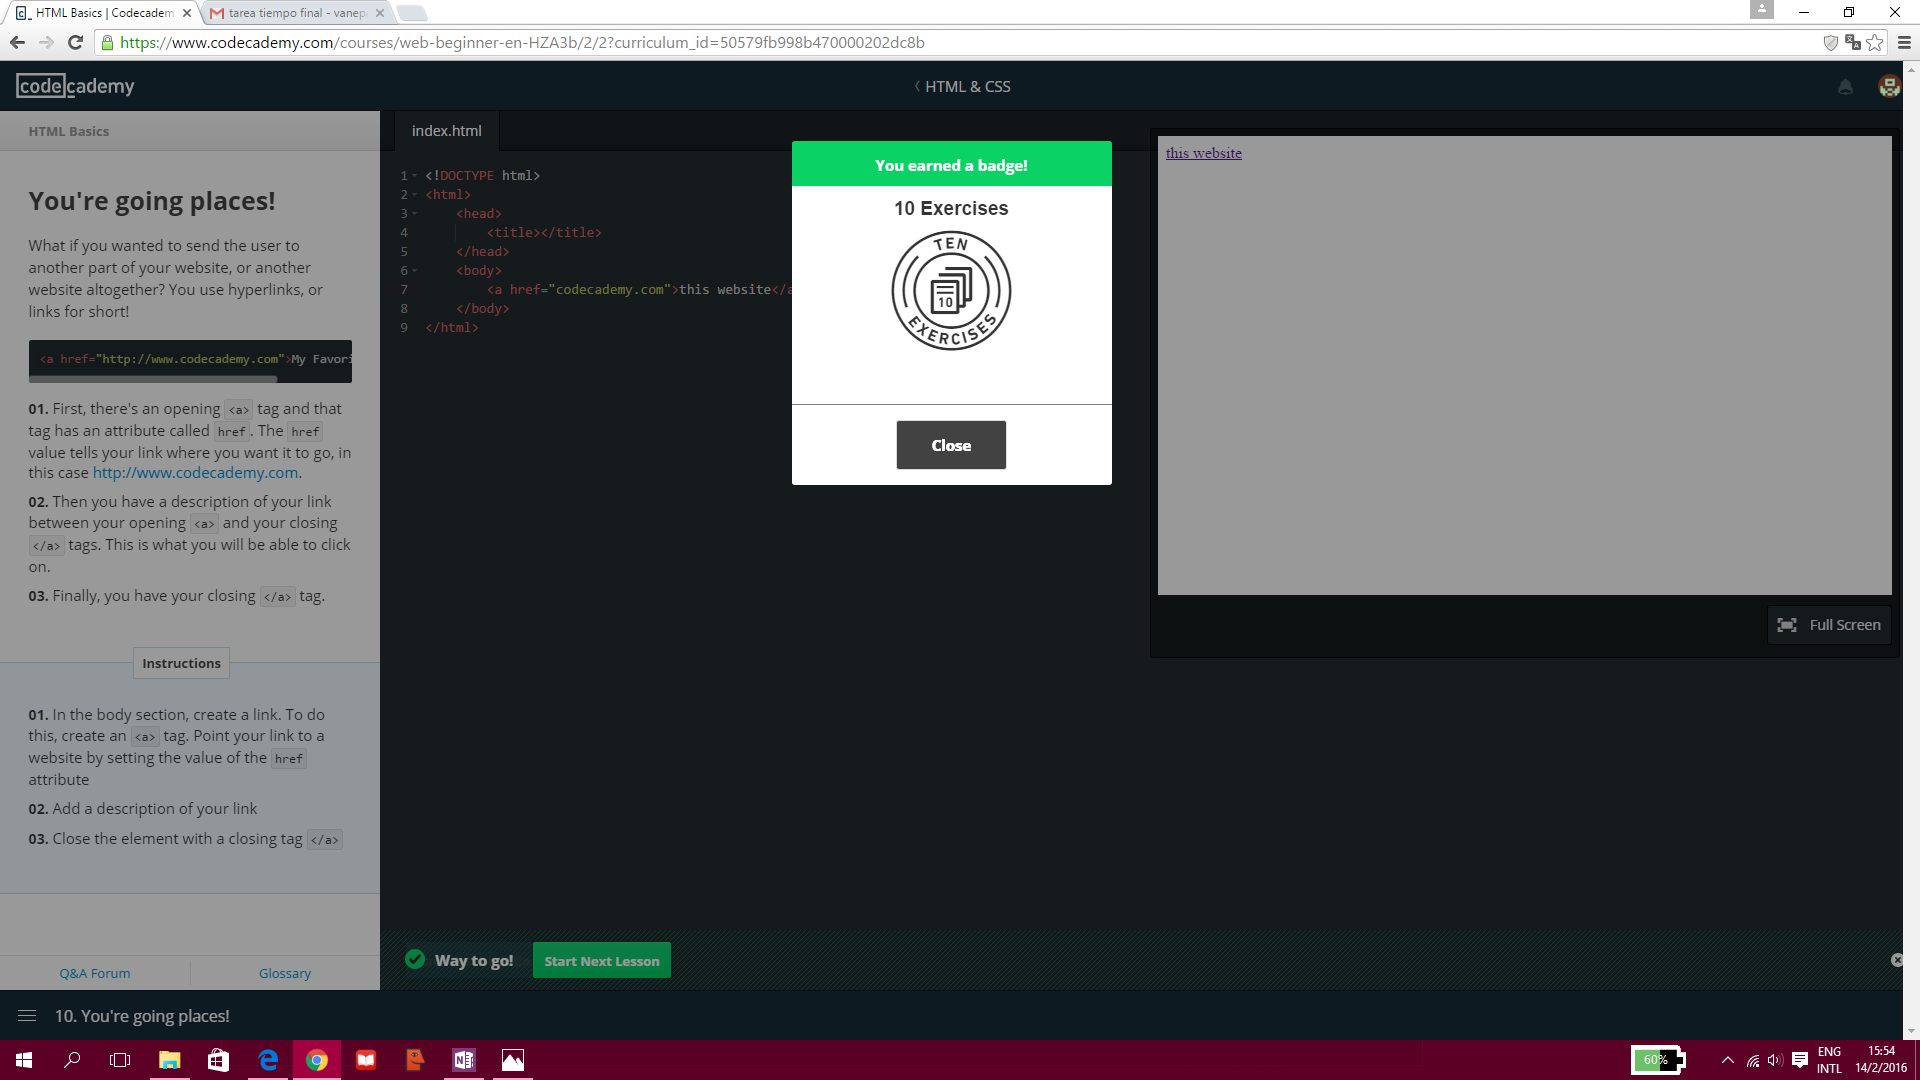 HTML Basics | Codecadem
tarea tiempo final - vanep
https://www.codecademy.com/courses/web-beginner-en-HZA3b/2/2?curriculum_id=50579fb998b470000202dc8b
codecademy
HTML & CSS
HTML Basics
You're going places!
What if you wanted to send the user to
another part of your website, or another
website altogether? You use hyperlinks, or
links for short!
<a href="http://www.codecademy.com">My Favori
01. First, there's an opening <a> tag and that
tag has an attribute called href. The href
value tells your link where you want it to go, in
this case http://www.codecademy.com.
02. Then you have a description of your link
between your opening <a> and your closing
</a> tags. This is what you will be able to click
on.
03. Finally, you have your closing </a> tag.
Instructions
01. In the body section, create a link. To do
this, create an <a> tag. Point your link to a
website by setting the value of the href
attribute
02. Add a description of your link
03. Close the element with a closing tag </a>
Q&A Forum
Glossary
index.html
1 <!DOCTYPE html>
2 <html>
3 <head>
4 <title></title>
5 </head>
6 <body>
7 <a href="codecademy.com">this website</a
8 </body>
9 </html>
You earned a badge!
10 Exercises
TEN
10
EXERCISES
Close
this website
Full Screen
Way to go!
Start Next Lesson
10. You're going places!
60%
ENG
INTL
15:54
14/2/2016